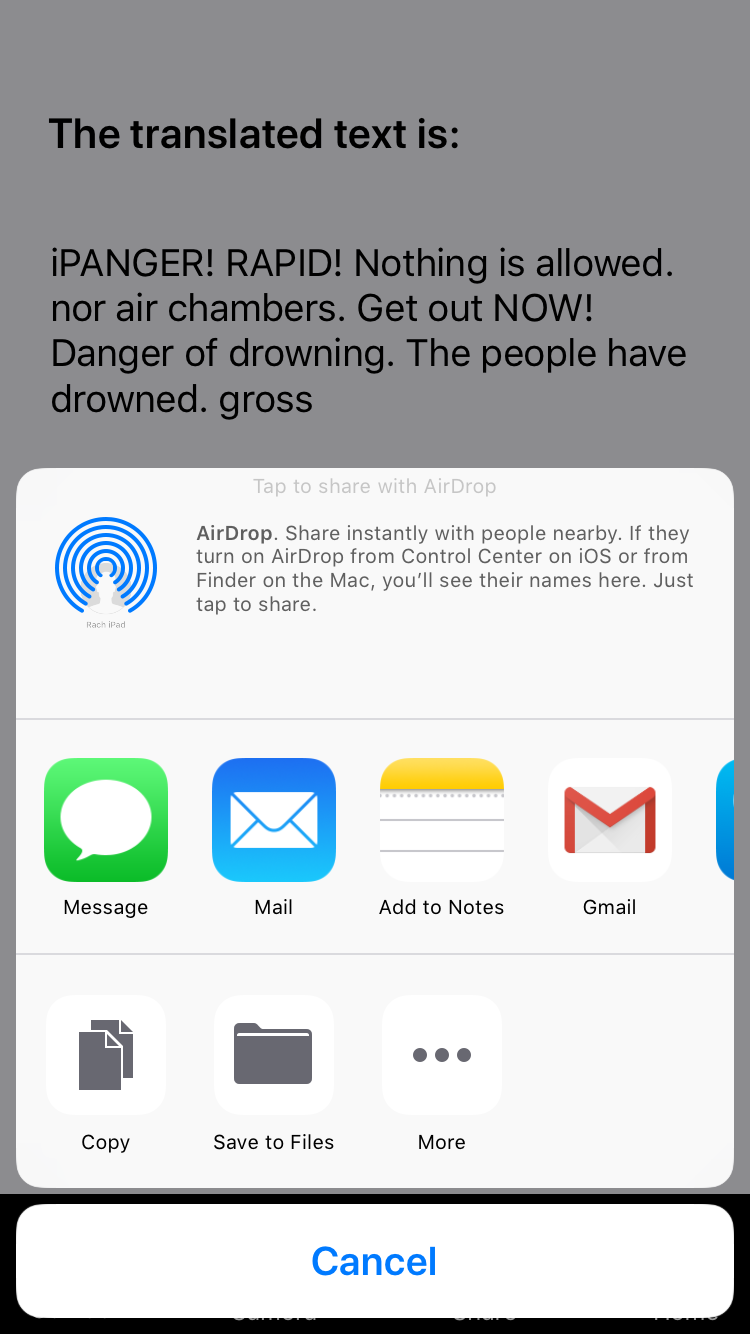 The translated text is:
iPANGER! RAPID! Nothing is allowed.
nor air chambers. Get out NOW!
Danger of drowning. The people have
drowned. gross
Tap to share with AirDrop
AirDrop. Share instantly with people nearby. If they
turn on AirDrop from Control Center on iOS or from
Finder on the Mac, you’ll see their names here. Just
tap to share.
Rach iPad
Message Mail Add to Notes Gmail
Copy Save to Files More
Cancel